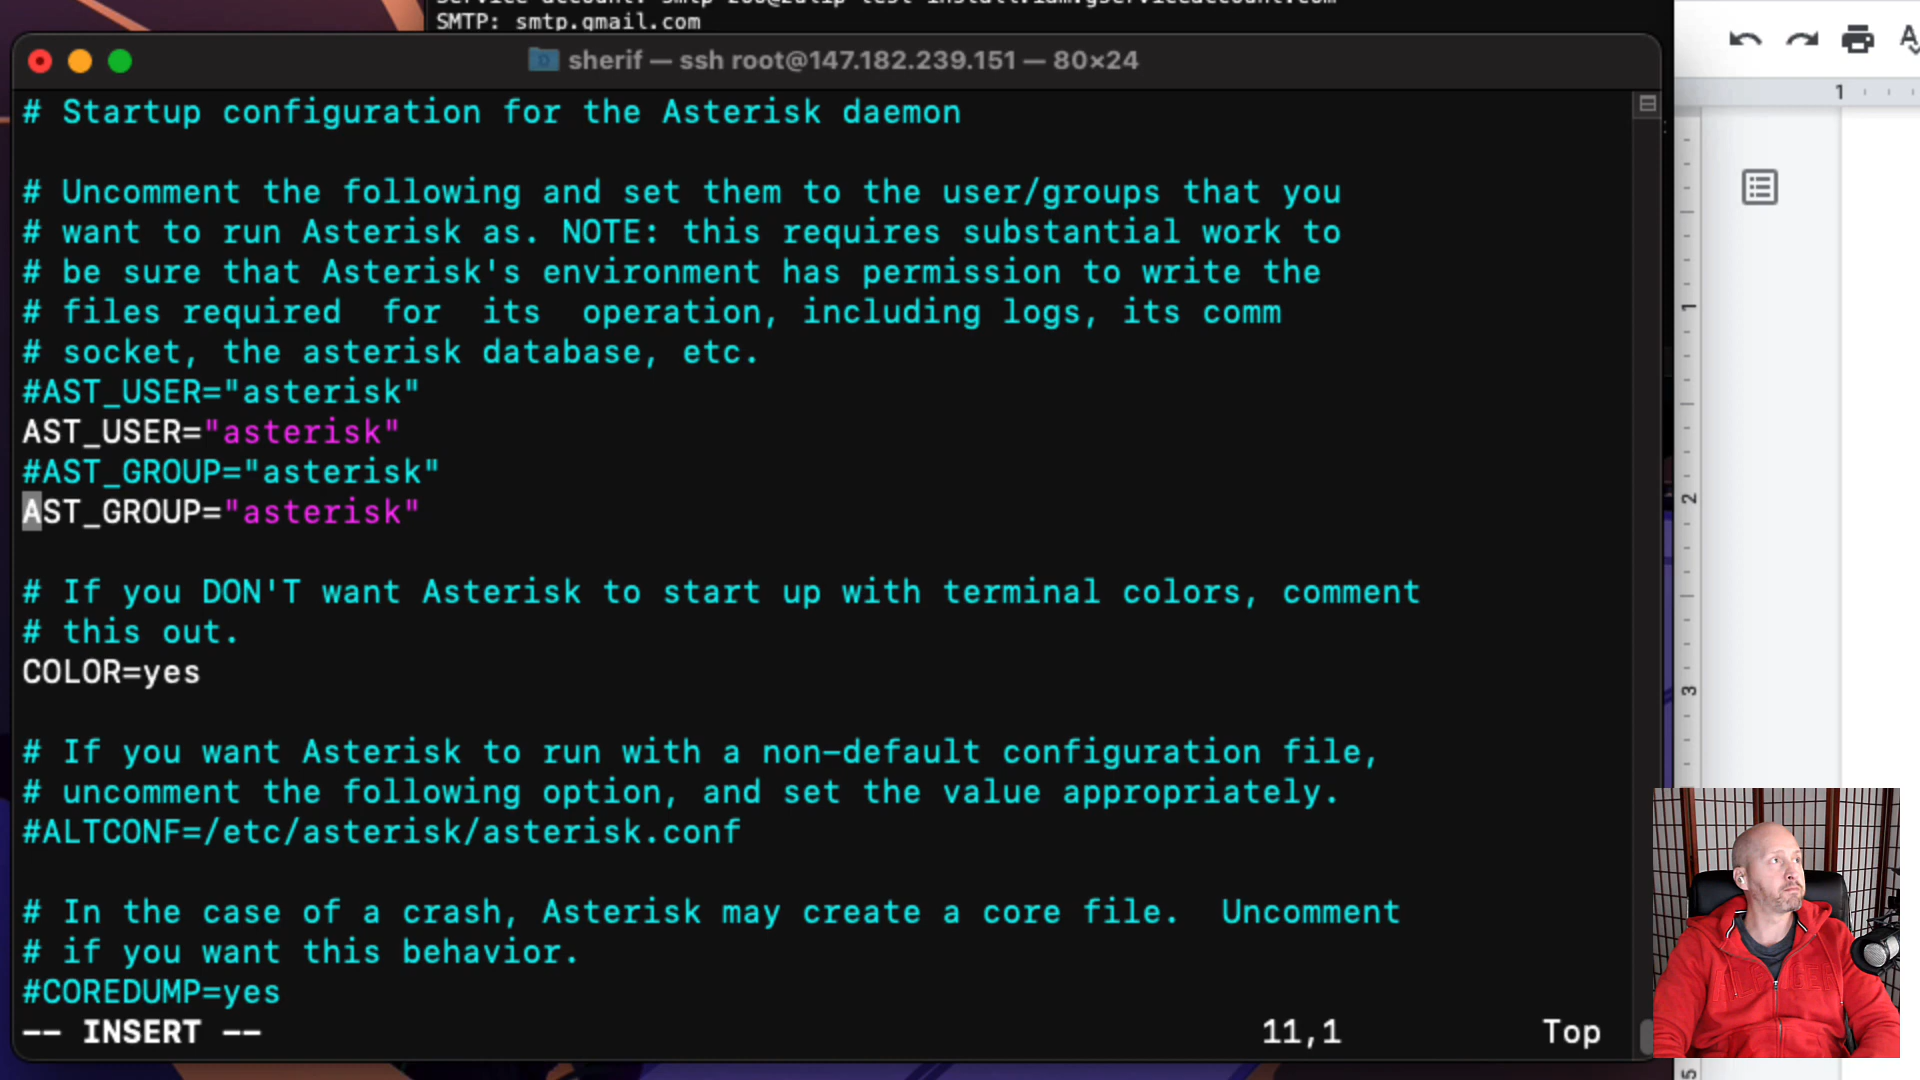 SMTP: smtp.gmail.com
sherif — ssh root@147.182.239.151 — 80×24
# Startup configuration for the Asterisk daemon
# Uncomment the following and set them to the user/groups that you
# want to run Asterisk as. NOTE: this requires substantial work to
# be sure that Asterisk's environment has permission to write the
# files required  for  its  operation, including logs, its comm
# socket, the asterisk database, etc.
#AST_USER="asterisk"
AST_USER="asterisk"
#AST_GROUP="asterisk"
AST_GROUP="asterisk"
# If you DON'T want Asterisk to start up with terminal colors, comment
# this out.
COLOR=yes
# If you want Asterisk to run with a non-default configuration file,
# uncomment the following option, and set the value appropriately.
#ALTCONF=/etc/asterisk/asterisk.conf
# In the case of a crash, Asterisk may create a core file.  Uncomment
# if you want this behavior.
#COREDUMP=yes
-- INSERT --
11,1
Top
1
1
2
3
5